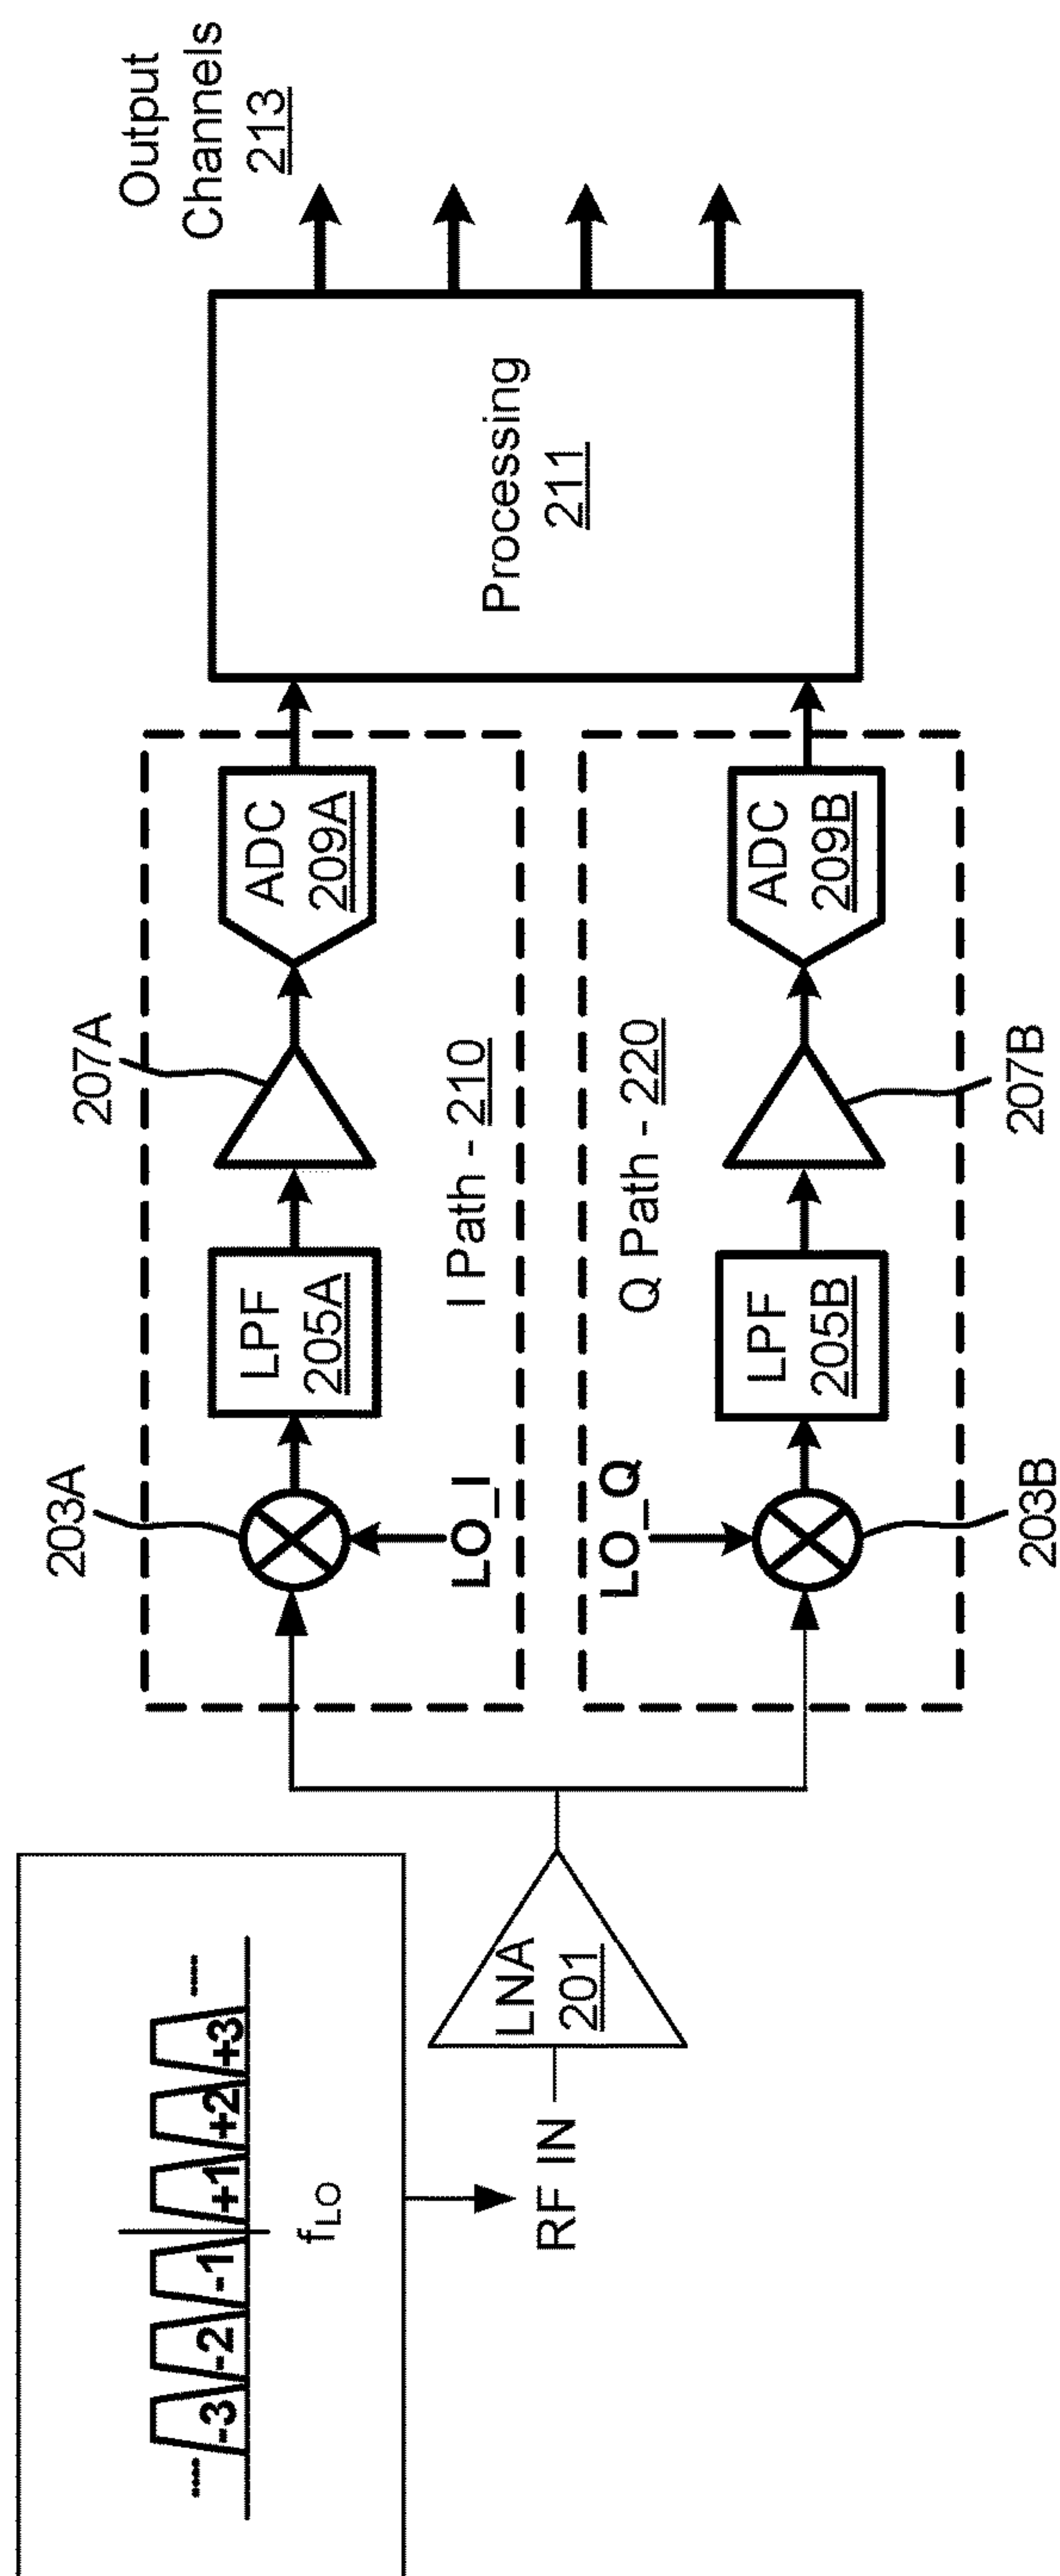 -3
-2
-1
+1
+2
+3
fLO
RF IN
LNA
201
203A
LO_I
LPF
205A
207A
ADC
209A
I Path - 210
Q Path - 220
LO_Q
203B
LPF
205B
207B
ADC
209B
Processing
211
Output
Channels
213